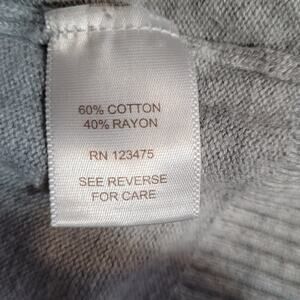 60% COTTON
40% RAYON
RN 123475
SEE REVERSE
FOR CARE